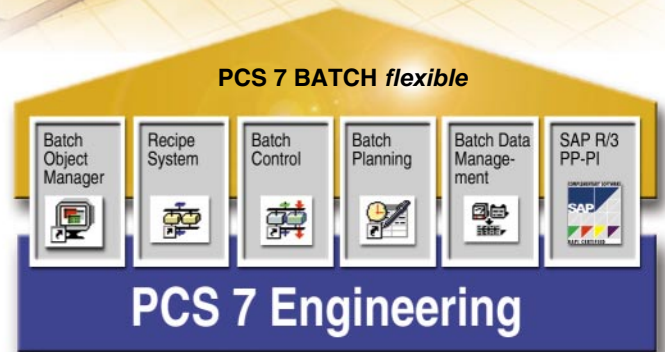 PCS 7 BATCH flexible
Batch
Object
Manager
Recipe
System
Batch
Control
Batch
Planning
Batch Data
Manage-
ment
SAP R/3
PP-PI
SAP
PCS 7 Engineering